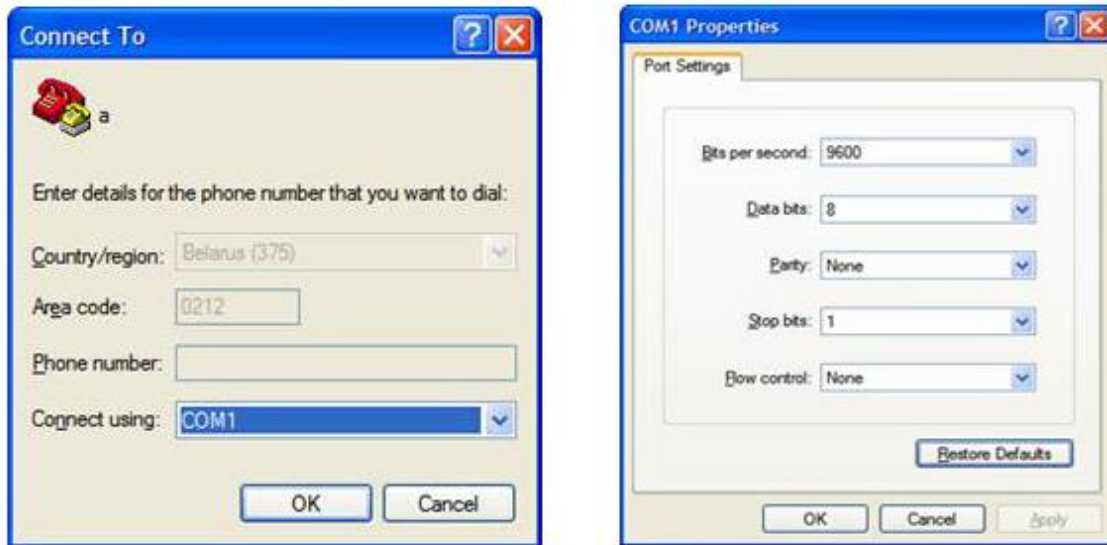 Connect To
a
Enter details for the phone number that you want to dial:
Country/region: Belarus (375)
Area code: 0212
Phone number:
Connect using: COM1
OK Cancel
COM1 Properties
Port Settings
Bits per second: 9600
Data bits: 8
Parity: None
Stop bits: 1
Flow control: None
Restore Defaults
OK Cancel Apply